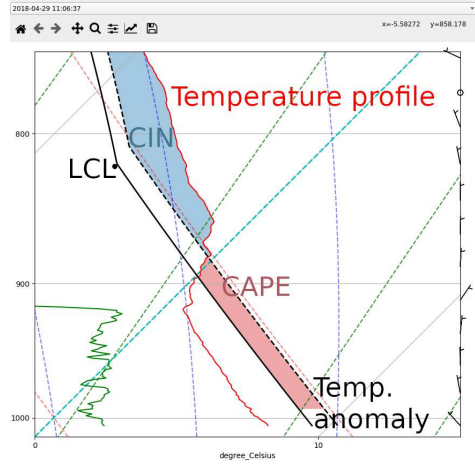 2018-04-29 11:06:37
x=-5.58272 y=858.178
Temperature profile
CIN
800
LCL
900
CAPE
Temp.
anomaly
1000
0 10
degree_Celsius